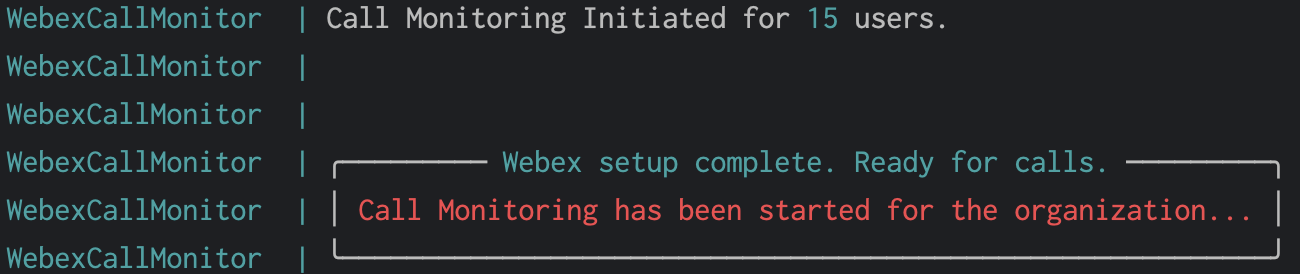 WebexCallMonitor | Call Monitoring Initiated for 15 users.
WebexCallMonitor |
WebexCallMonitor |
WebexCallMonitor | Webex setup complete. Ready for calls.
WebexCallMonitor | Call Monitoring has been started for the organization...
WebexCallMonitor |